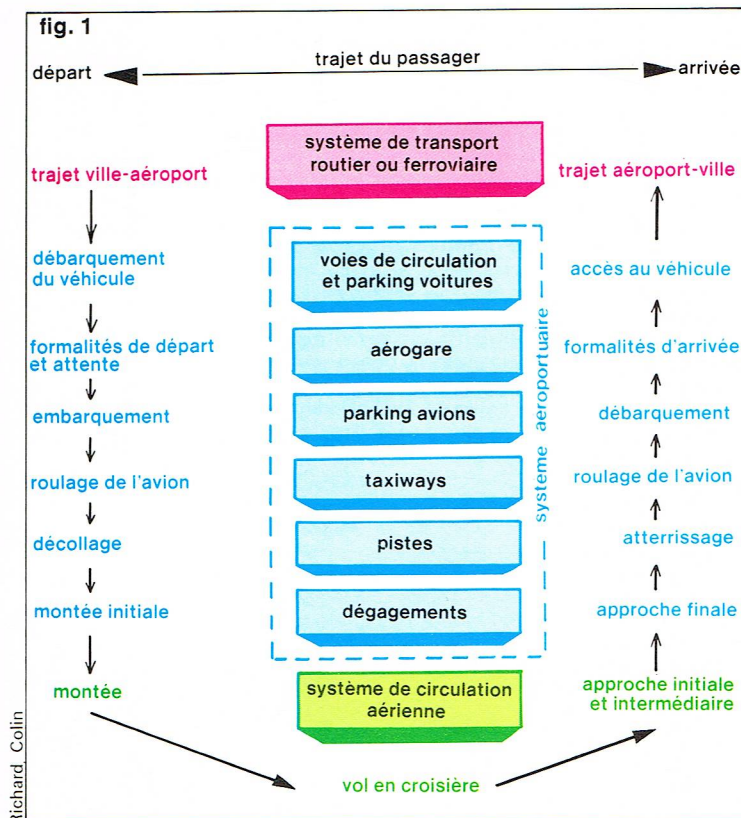 fig. 1
trajet du passager
départ
arrivée
système de transport
routier ou ferroviaire
trajet ville-aéroport
trajet aéroport-ville
débarquement
du véhicule
voies de circulation
et parking voitures
accès au véhicule
formalités de départ
et attente
aérogare
formalités d'arrivée
embarquement
parking avions
débarquement
roulage de l'avion
taxiways
roulage de l'avion
décollage
pistes
atterrissage
montée initiale
dégagements
approche finale
système aeroportuaire
montée
système de circulation
aérienne
approche initiale
et intermédiaire
vol en croisière
Richard Colin